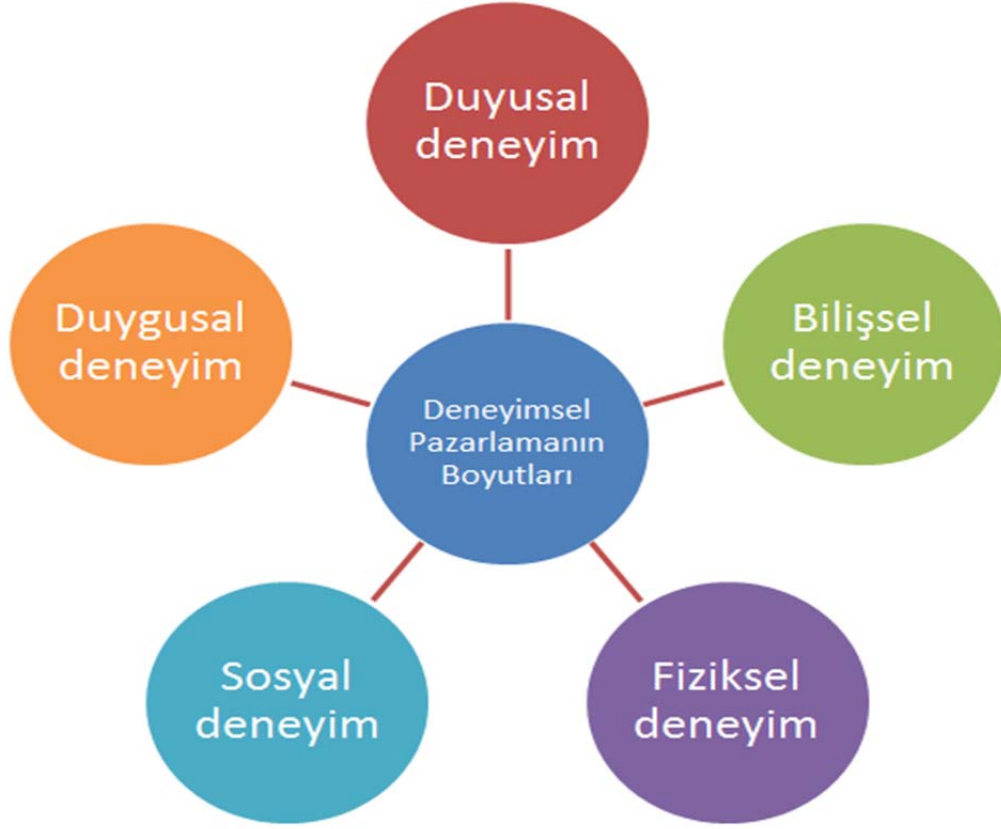 Duyusal
deneyim
Duygusal
deneyim
Bilişsel
deneyim
Deneyimsel
Pazarlamanın
Boyutları
Sosyal
deneyim
Fiziksel
deneyim